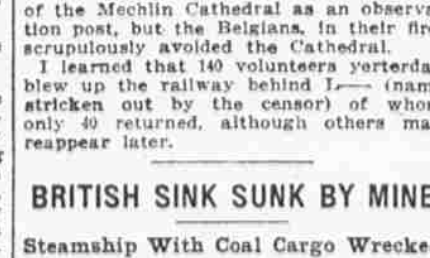 of the Mechlin Cathedral as an observa
tion post, but the Belgians, in their fire
scrupulously avoided the Cathedral.
I learned that 140 volunteers yerterda
blew up the railway behind L—— (nam
stricken out by the censor) of whom
only 40 returned, although others ma
reappear later.
BRITISH SINK SUNK BY MINE
Steamship With Coal Cargo Wrecke